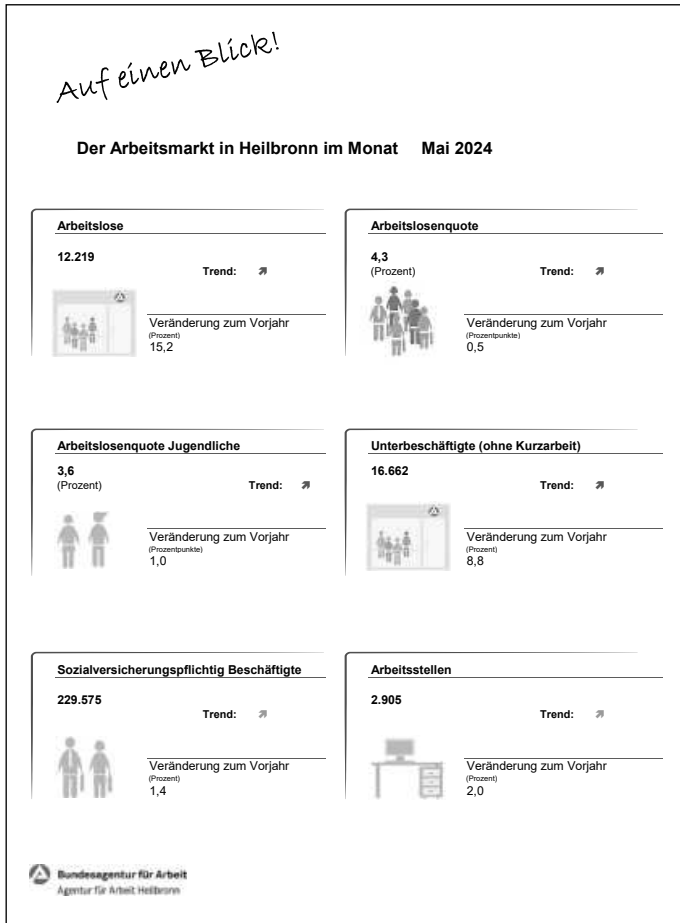 Auf einen Blick!
Der Arbeitsmarkt in Heilbronn im Monat Mai 2024
Arbeitslose
12.219
Trend:
Veränderung zum Vorjahr
(Prozent)
15,2
Arbeitslosenquote
4,3
(Prozent)
Trend:
Veränderung zum Vorjahr
(Prozentpunkte)
0,5
Arbeitslosenquote Jugendliche
3,6
(Prozent)
Trend:
Veränderung zum Vorjahr
(Prozentpunkte)
1,0
Unterbeschäftigte (ohne Kurzarbeit)
16.662
Trend:
Veränderung zum Vorjahr
(Prozent)
8,8
Sozialversicherungspflichtig Beschäftigte
229.575
Trend:
Veränderung zum Vorjahr
(Prozent)
1,4
Arbeitsstellen
2.905
Trend:
Veränderung zum Vorjahr
(Prozent)
2,0
Bundesagentur für Arbeit
Agentur für Arbeit Heilbronn